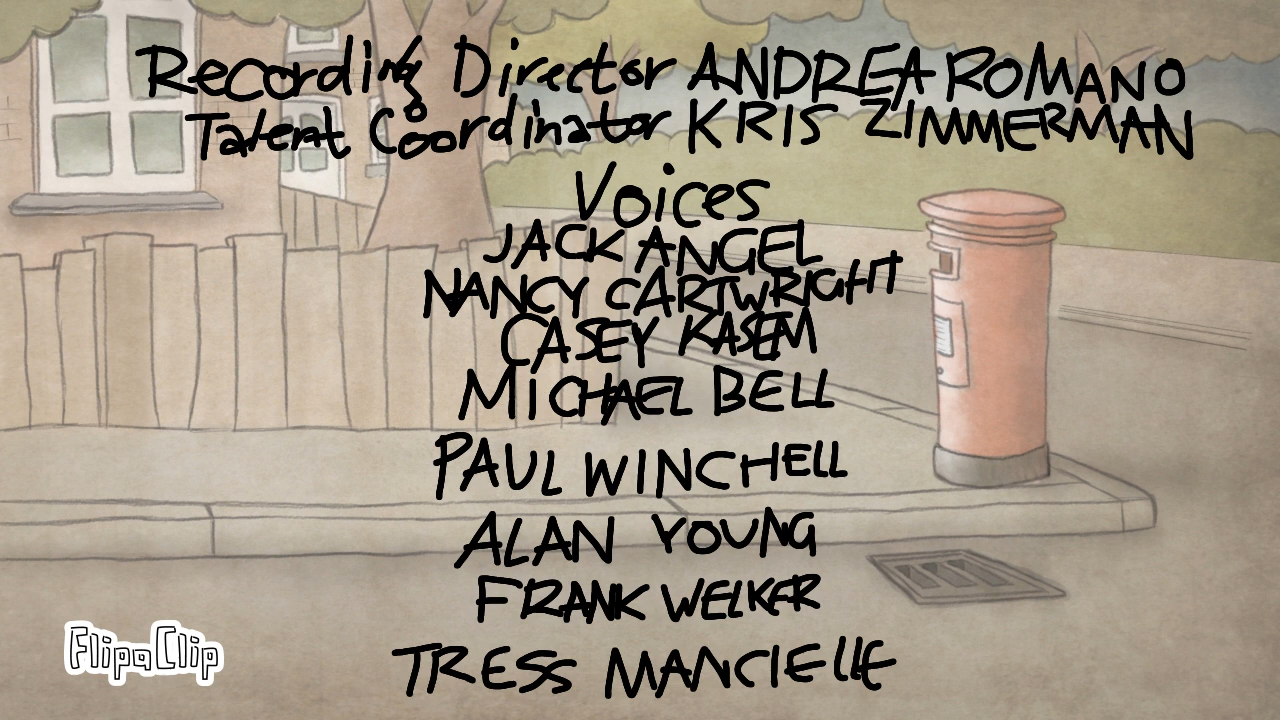 Recording Director ANDREA ROMANO
Talent Coordinator KRIS ZIMMERMAN
Voices
JACK ANGEL
NANCY CARTWRIGHT
CASEY KASEM
MICHAEL BELL
PAUL WINCHELL
ALAN YOUNG
FRANK WELKER
TRESS MANCIELLE
FlipaClip